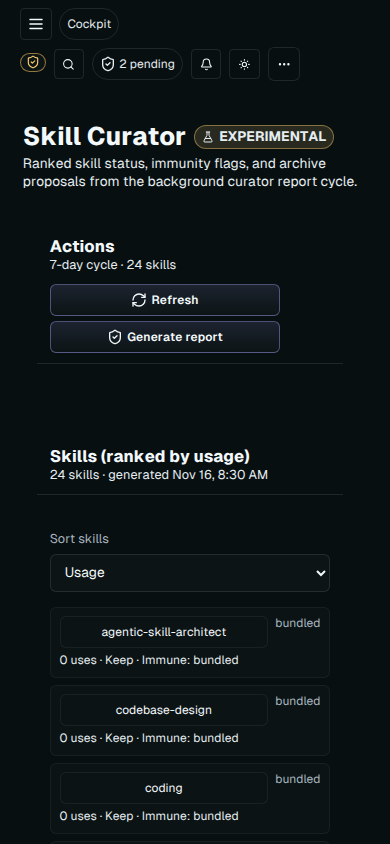 Cockpit
2 pending
Skill Curator EXPERIMENTAL
Ranked skill status, immunity flags, and archive
proposals from the background curator report cycle.
Actions
7-day cycle · 24 skills
Refresh
Generate report
Skills (ranked by usage)
24 skills · generated Nov 16, 8:30 AM
Sort skills
Usage
agentic-skill-architect bundled
0 uses · Keep · Immune: bundled
codebase-design bundled
0 uses · Keep · Immune: bundled
coding bundled
0 uses · Keep · Immune: bundled